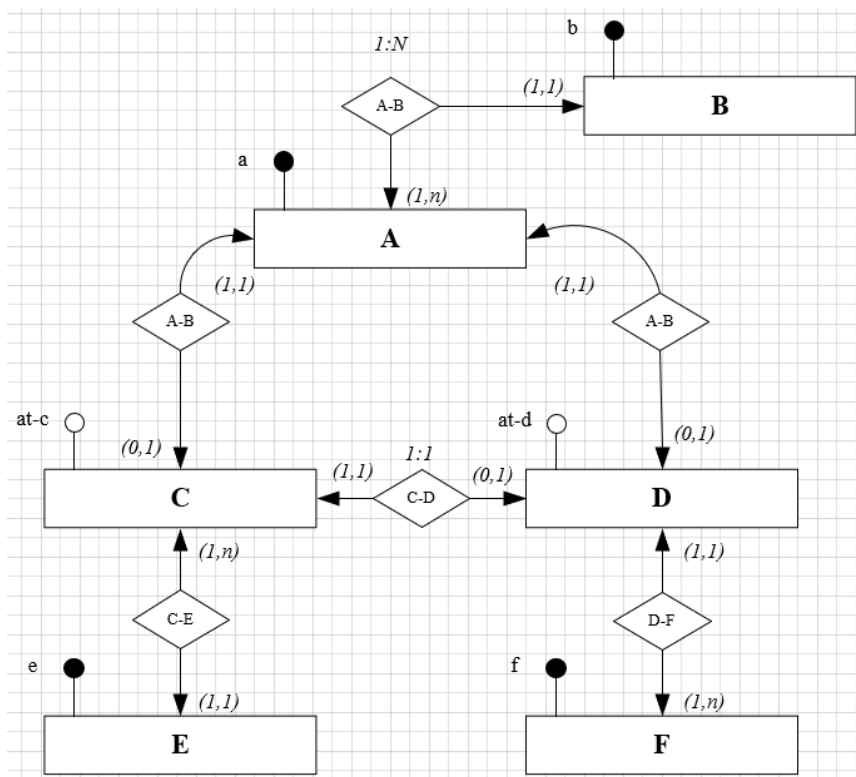 b
1:N
(1,1)
A-B
B
a
(1,n)
A
(1,1)
(1,1)
A-B
A-B
at-c
at-d
(0,1)
(0,1)
1:1
(1,1)
(0,1)
C
C-D
D
(1,n)
(1,1)
C-E
D-F
e
f
(1,1)
(1,n)
E
F